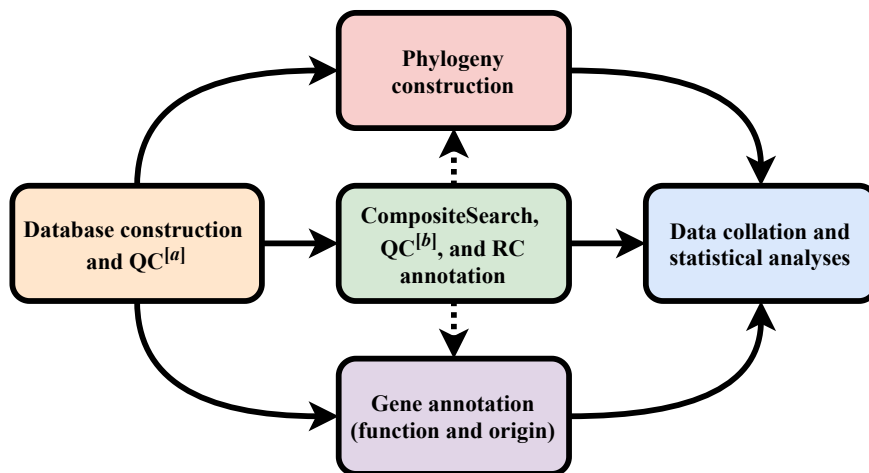 Phylogeny
construction
Database construction
and QC[a]
CompositeSearch,
QC[b], and RC
annotation
Data collation and
statistical analyses
Gene annotation
(function and origin)